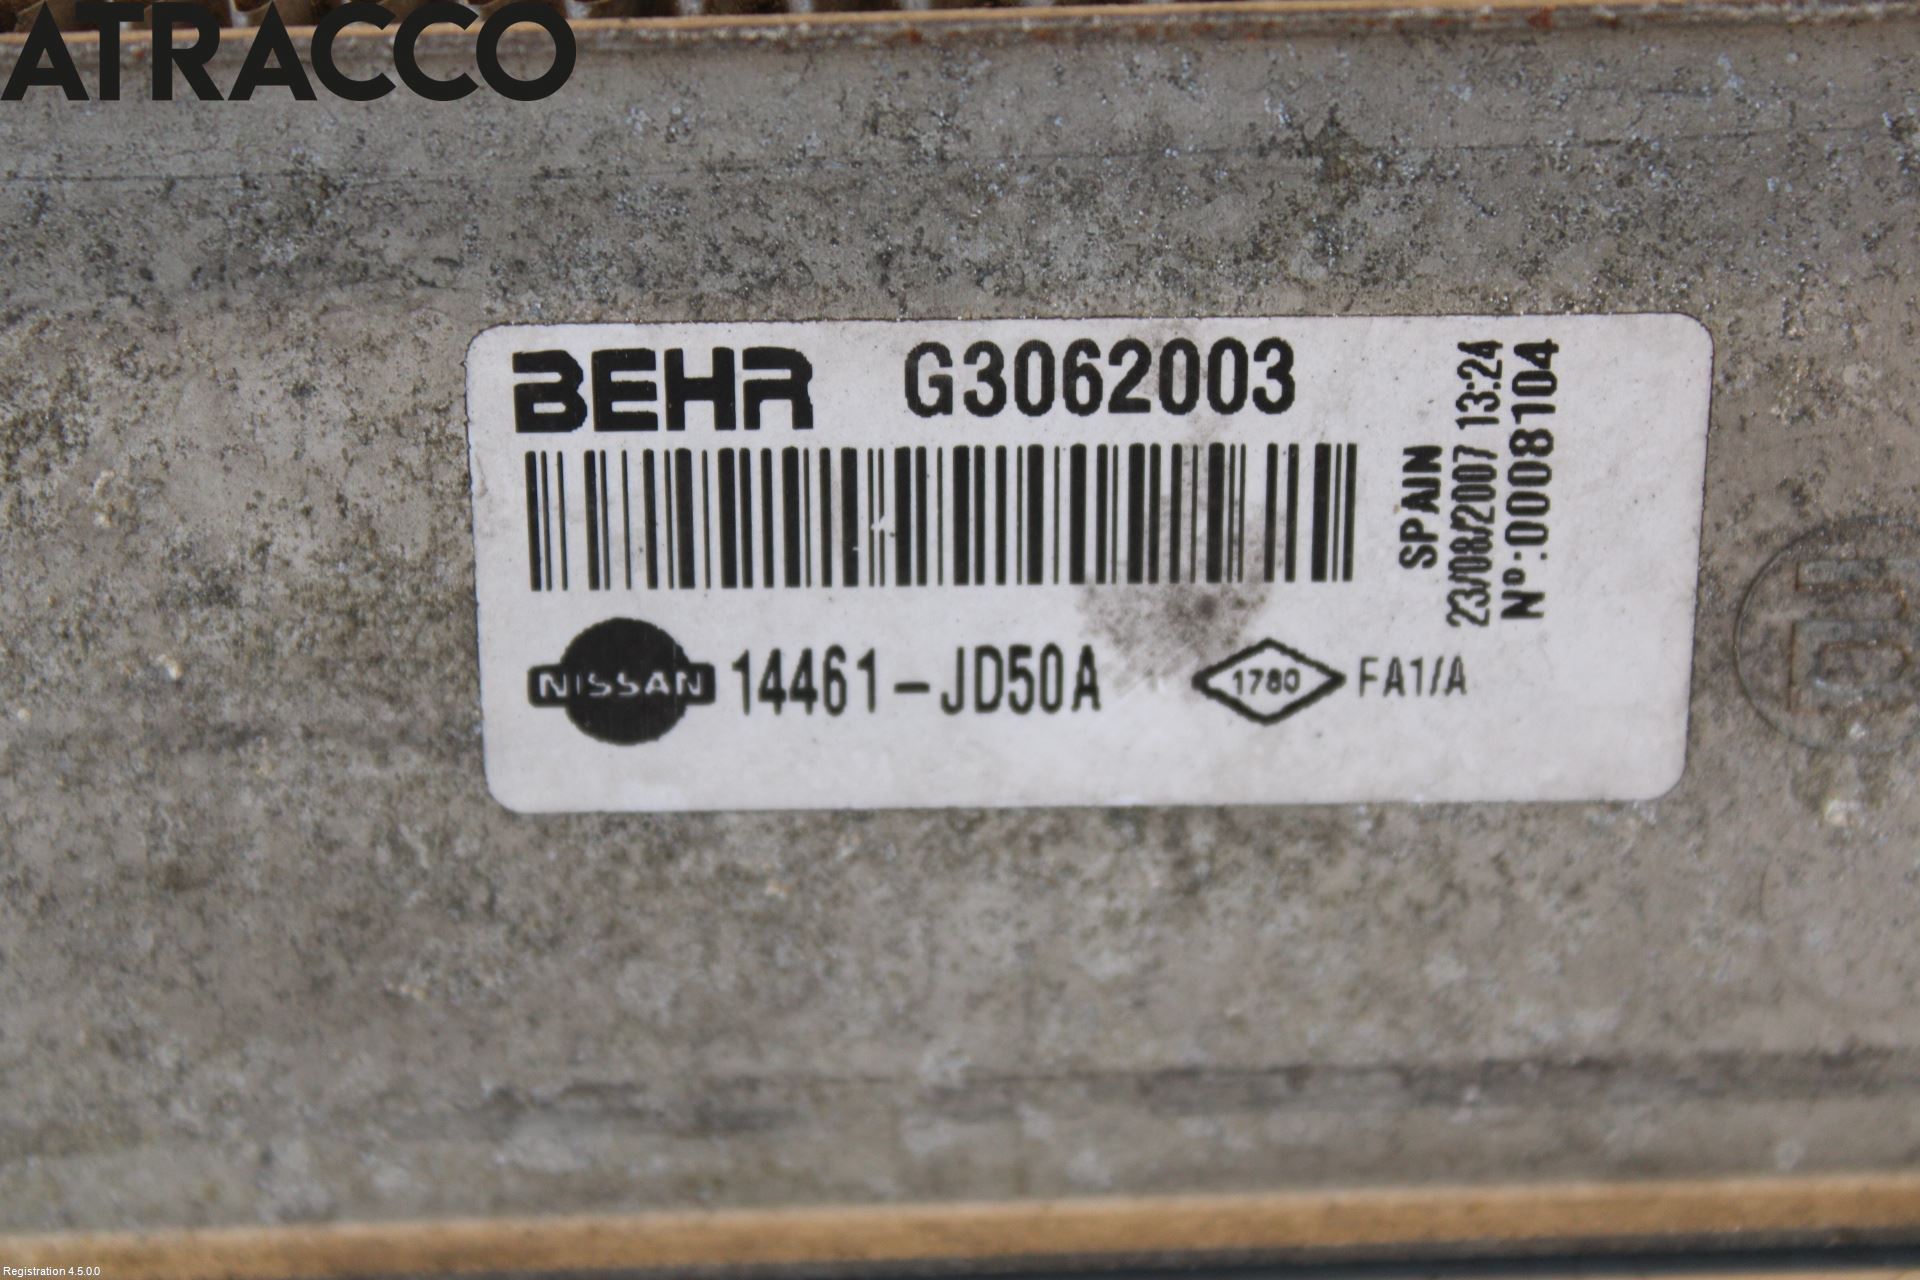 ATRACCO
BEHR G3062003
SPAIN
23/08/2007 13:24
Nº:00008104
NISSAN 14461-JD50A 1780 FA1/A
Registration 4.5.0.0